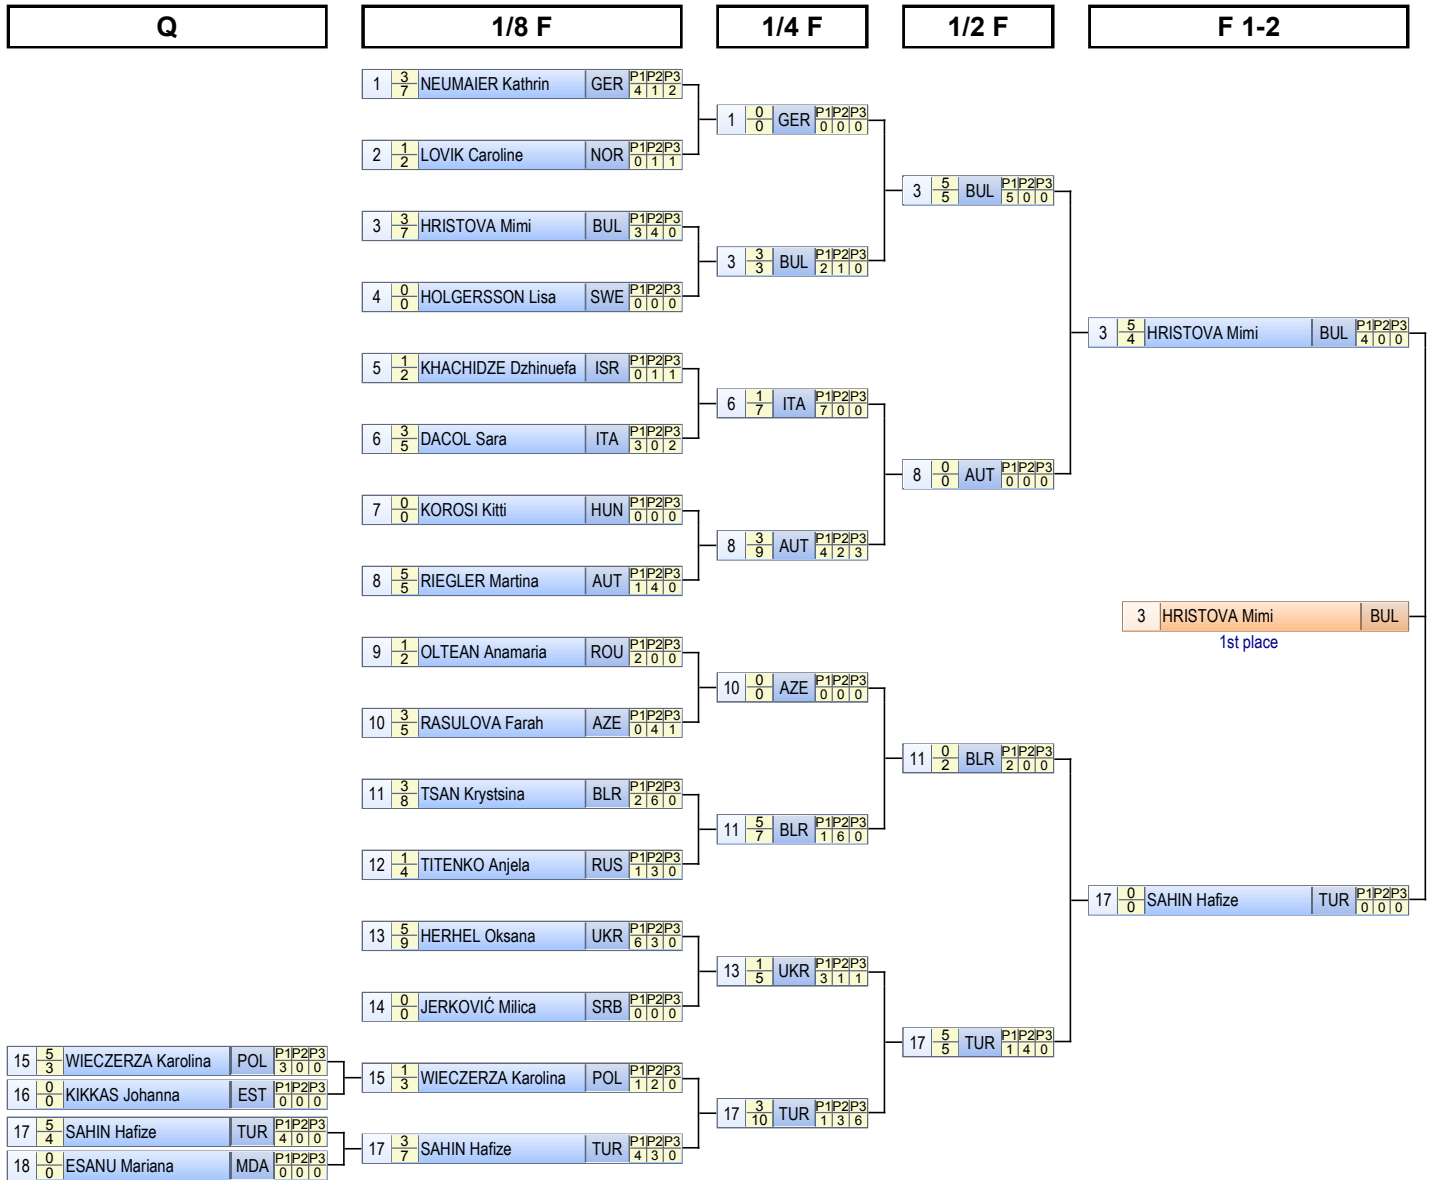 Q 1/8 F 1/4 F 1/2 F F 1-2
1 3 7 NEUMAIER Kathrin GER P1 P2 P3 4 1 2
1 0 0 GER P1 P2 P3 0 0 0
2 1 2 LOVIK Caroline NOR P1 P2 P3 0 1 1
3 5 5 BUL P1 P2 P3 5 0 0
3 3 7 HRISTOVA Mimi BUL P1 P2 P3 3 4 0
3 3 3 BUL P1 P2 P3 2 1 0
4 0 0 HOLGERSSON Lisa SWE P1 P2 P3 0 0 0
3 5 4 HRISTOVA Mimi BUL P1 P2 P3 4 0 0
5 1 2 KHACHIDZE Dzhinuefa ISR P1 P2 P3 0 1 1
6 1 7 ITA P1 P2 P3 7 0 0
6 3 5 DACOL Sara ITA P1 P2 P3 3 0 2
8 0 0 AUT P1 P2 P3 0 0 0
7 0 0 KOROSI Kitti HUN P1 P2 P3 0 0 0
8 3 9 AUT P1 P2 P3 4 2 3
8 5 5 RIEGLER Martina AUT P1 P2 P3 1 4 0
3 HRISTOVA Mimi BUL
1st place
9 1 2 OLTEAN Anamaria ROU P1 P2 P3 2 0 0
10 0 0 AZE P1 P2 P3 0 0 0
10 3 5 RASULOVA Farah AZE P1 P2 P3 0 4 1
11 0 2 BLR P1 P2 P3 2 0 0
11 3 8 TSAN Krystsina BLR P1 P2 P3 2 6 0
11 5 7 BLR P1 P2 P3 1 6 0
12 1 4 TITENKO Anjela RUS P1 P2 P3 1 3 0
17 0 0 SAHIN Hafize TUR P1 P2 P3 0 0 0
13 5 9 HERHEL Oksana UKR P1 P2 P3 6 3 0
13 1 5 UKR P1 P2 P3 3 1 1
14 0 0 JERKOVIĆ Milica SRB P1 P2 P3 0 0 0
17 5 5 TUR P1 P2 P3 1 4 0
15 5 3 WIECZERZA Karolina POL P1 P2 P3 3 0 0
15 1 3 WIECZERZA Karolina POL P1 P2 P3 1 2 0
16 0 0 KIKKAS Johanna EST P1 P2 P3 0 0 0
17 3 10 TUR P1 P2 P3 1 3 6
17 5 4 SAHIN Hafize TUR P1 P2 P3 4 0 0
17 3 7 SAHIN Hafize TUR P1 P2 P3 4 3 0
18 0 0 ESANU Mariana MDA P1 P2 P3 0 0 0